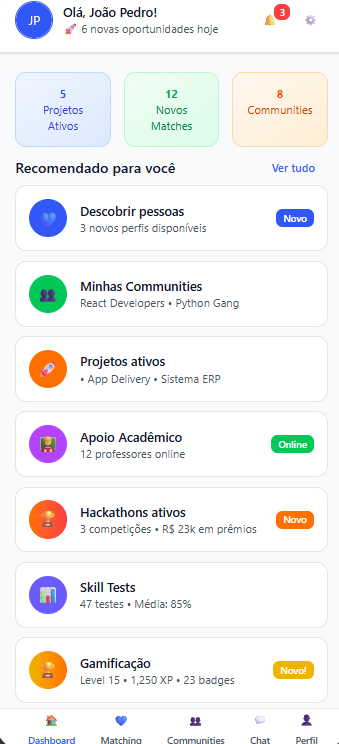 JP
Olá, João Pedro!
🚀 6 novas oportunidades hoje
3
5
Projetos
Ativos
12
Novos
Matches
8
Communities
Recomendado para você
Ver tudo
Descobrir pessoas
3 novos perfis disponíveis
Novo
Minhas Communities
React Developers • Python Gang
Projetos ativos
• App Delivery • Sistema ERP
Apoio Acadêmico
12 professores online
Online
Hackathons ativos
3 competições • R$ 23k em prêmios
Novo
Skill Tests
47 testes • Média: 85%
Gamificação
Level 15 • 1,250 XP • 23 badges
Novo!
Dashboard
Matching
Communities
Chat
Perfil